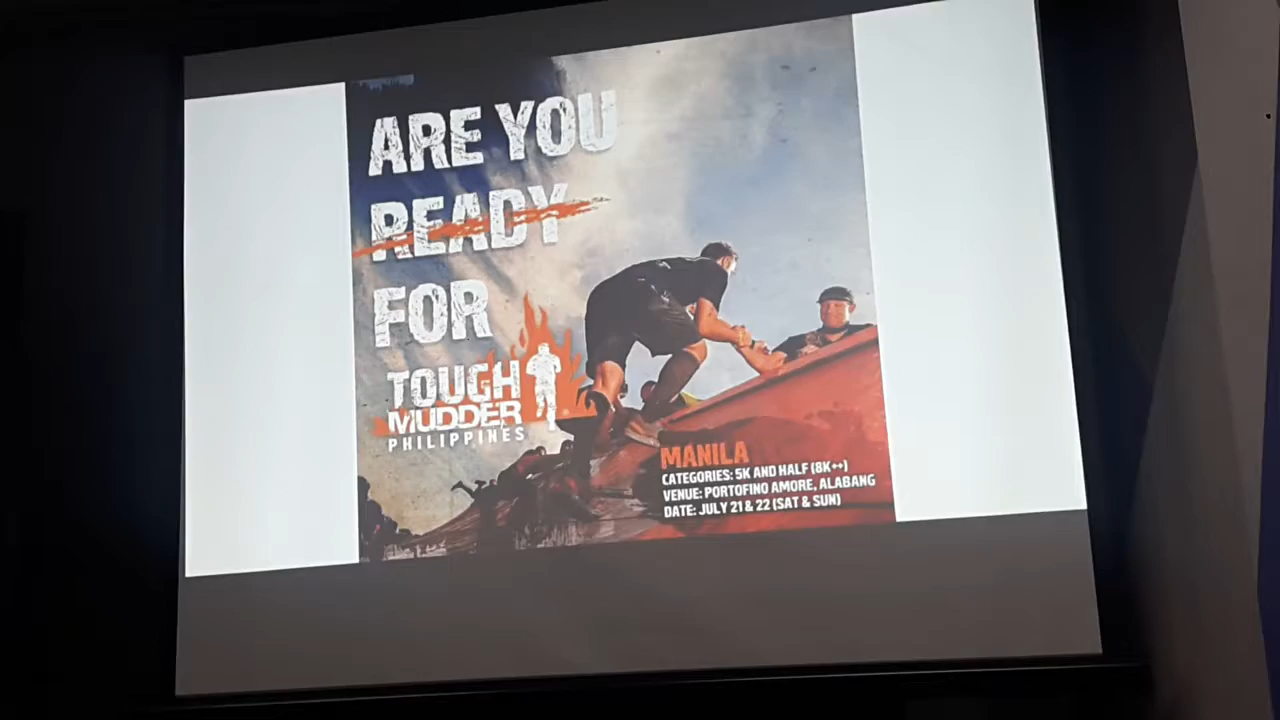 ARE YOU
READY
FOR
TOUGH
MUDDER
PHILIPPINES
MANILA
CATEGORIES: 5K AND HALF (8K++)
VENUE: PORTOFINO AMORE, ALABANG
DATE: JULY 21 & 22 (SAT & SUN)